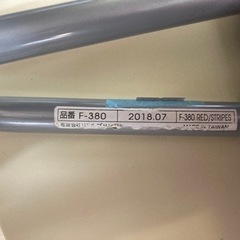 品番 F-380 2018.07 F-380 RED/STRIPES
MADE IN TAIWAN